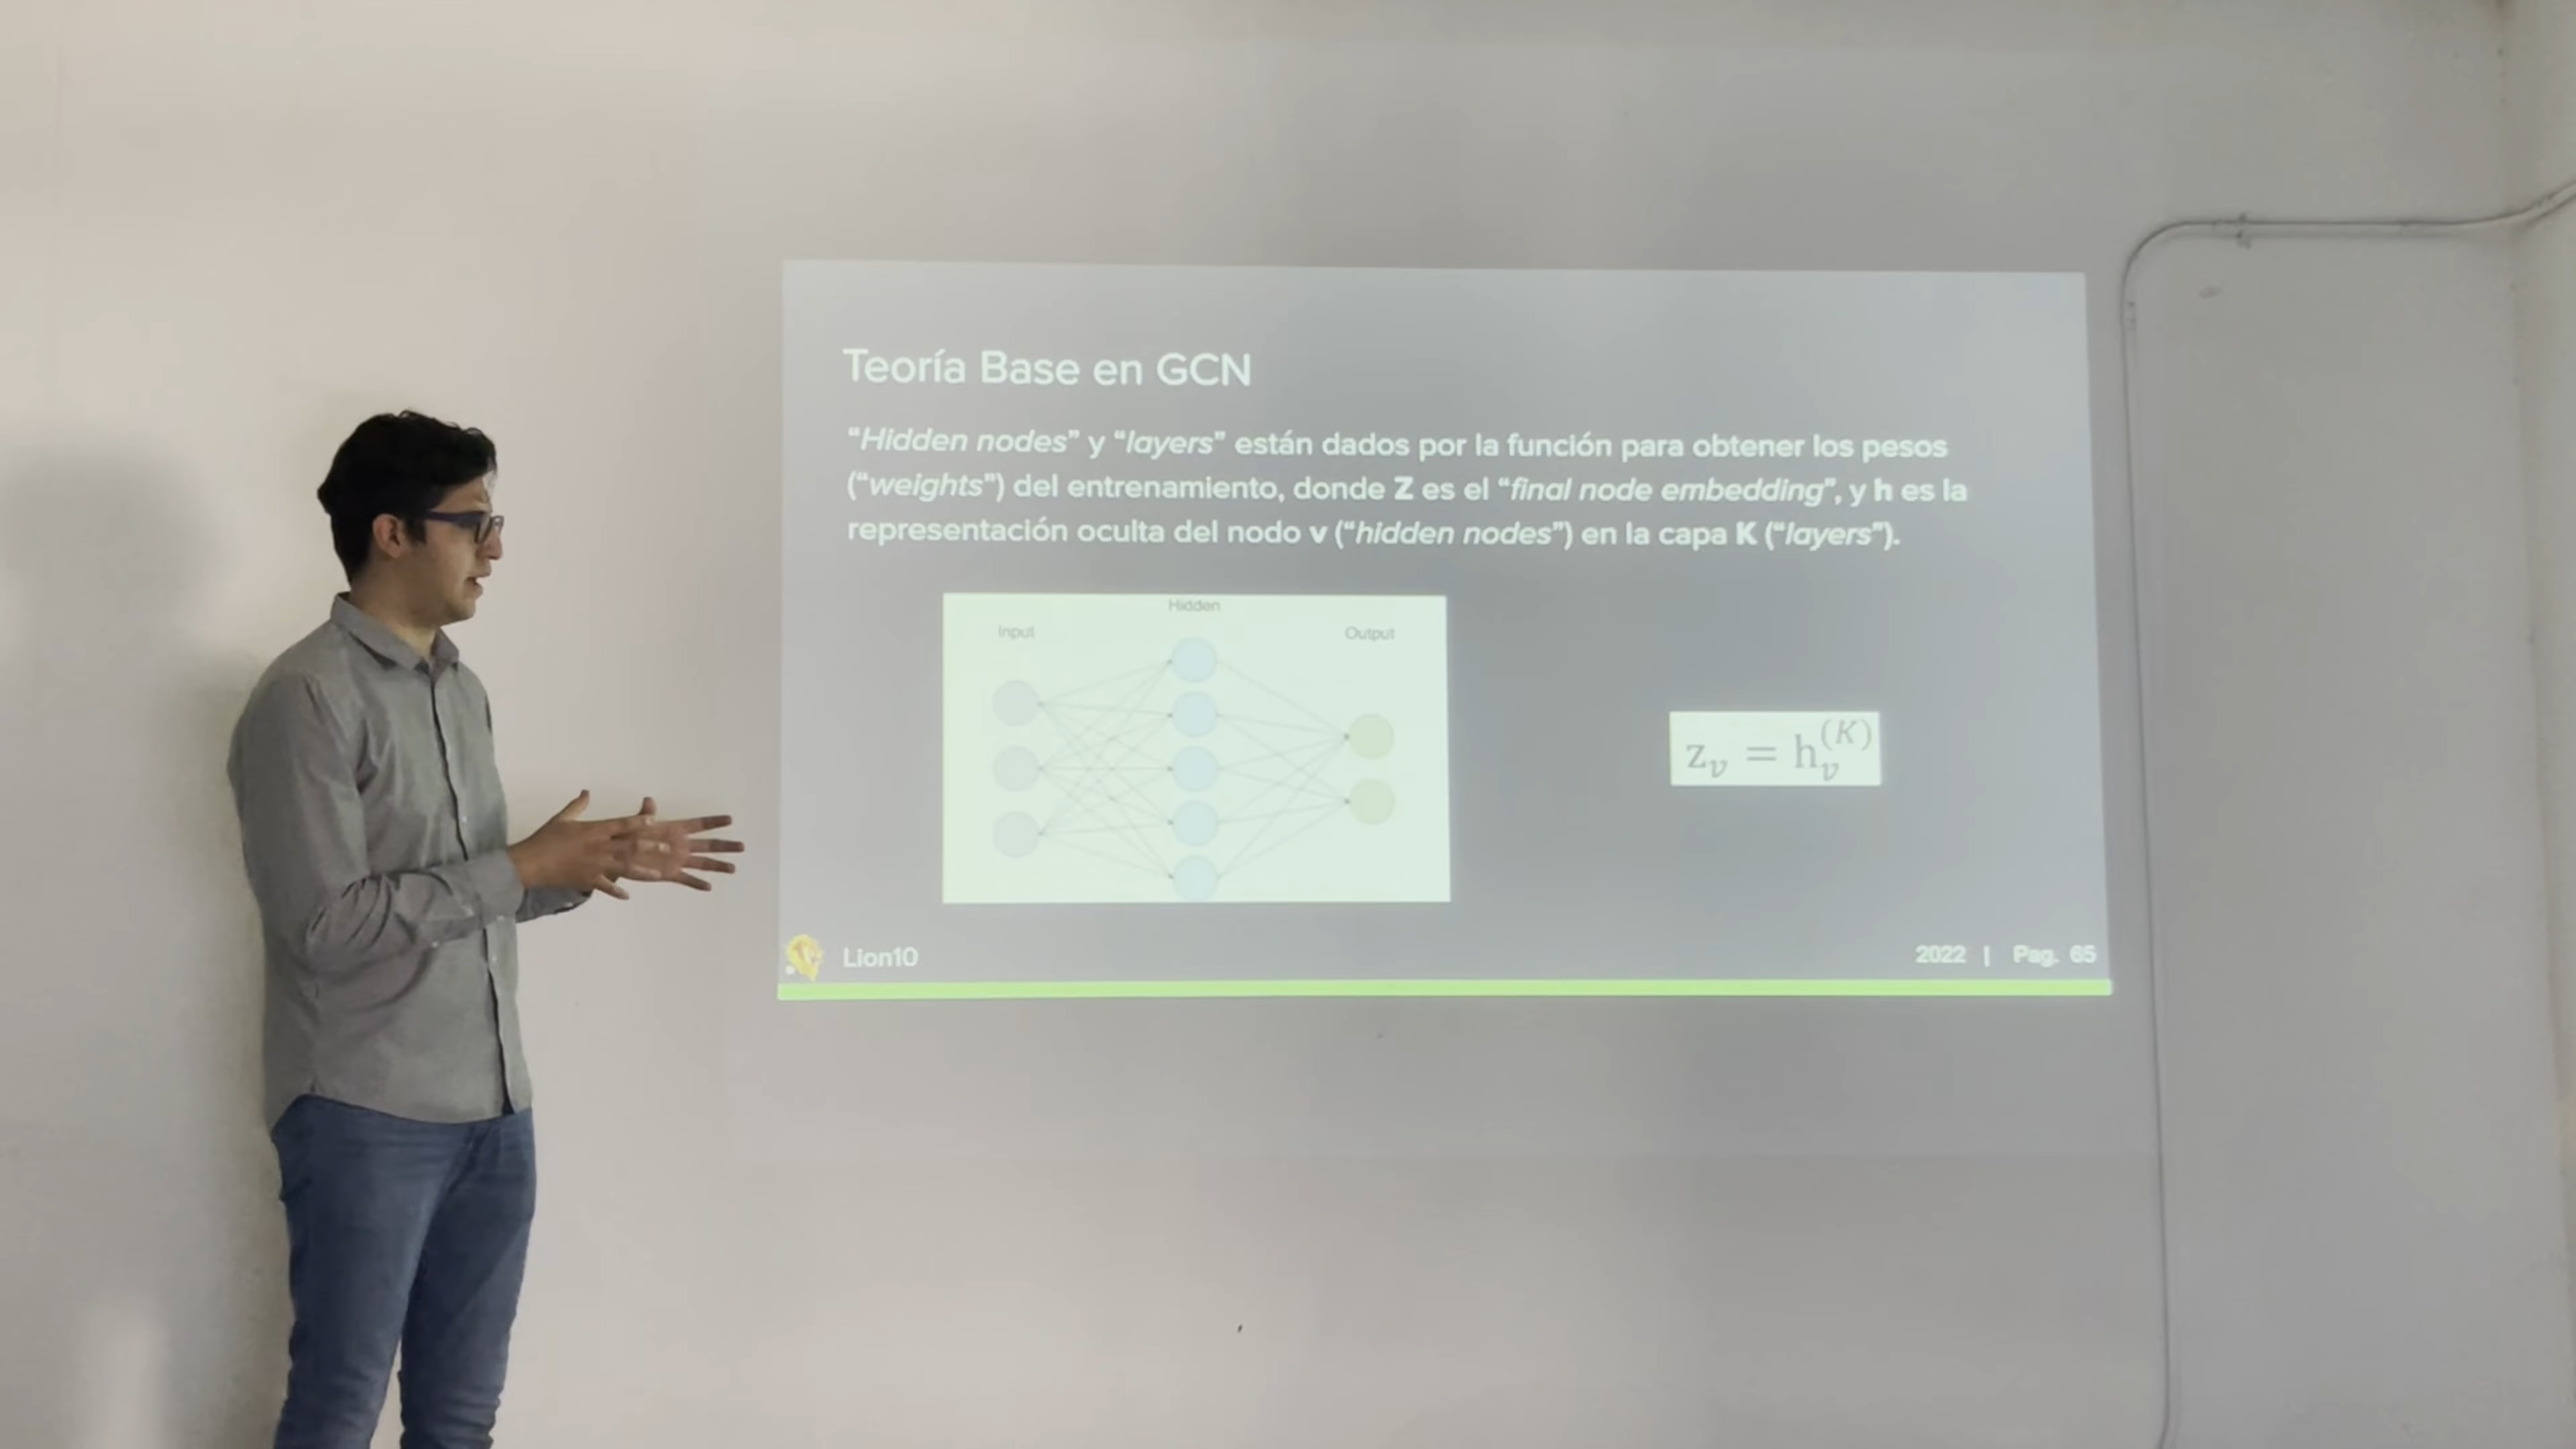 Teoría Base en GCN
“Hidden nodes” y “layers” están dados por la función para obtener los pesos
(“weights”) del entrenamiento, donde Z es el “final node embedding”, y h es la
representación oculta del nodo v (“hidden nodes”) en la capa K (“layers”).
Hidden
Input
Output
z_v = h_v^(K)
Lion10
2022 | Pag. 65